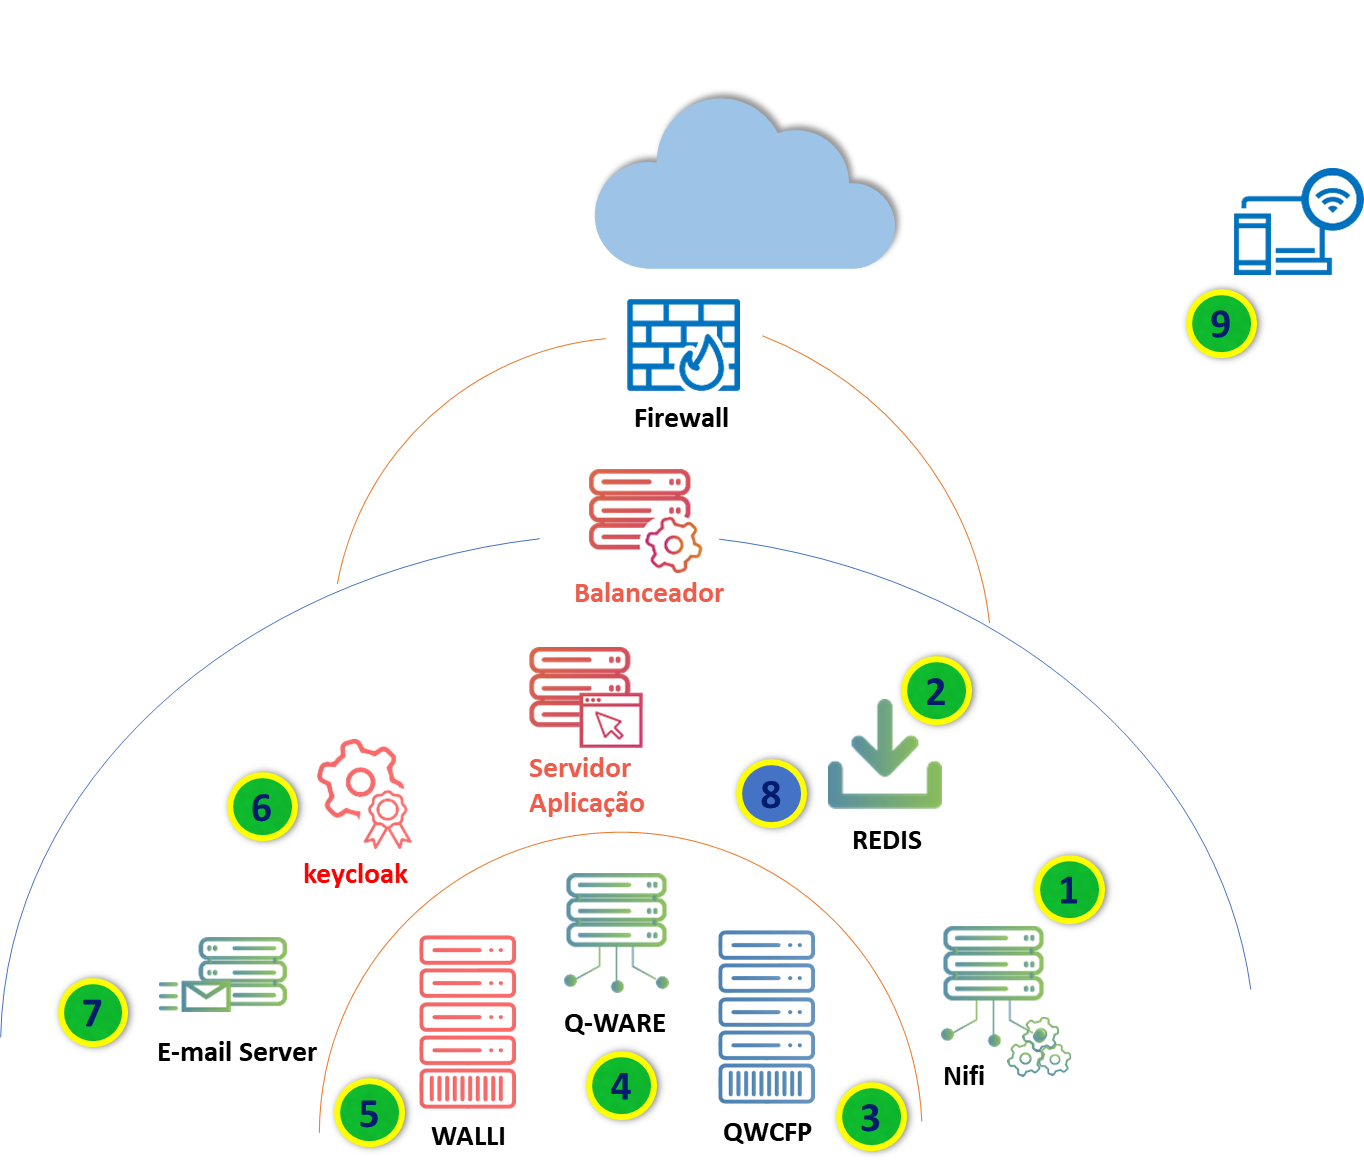 9
Firewall
Balanceador
2
Servidor
Aplicação
8
6
REDIS
keycloak
1
7
Q-WARE
E-mail Server
Nifi
4
5
3
WALLI
QWCFP